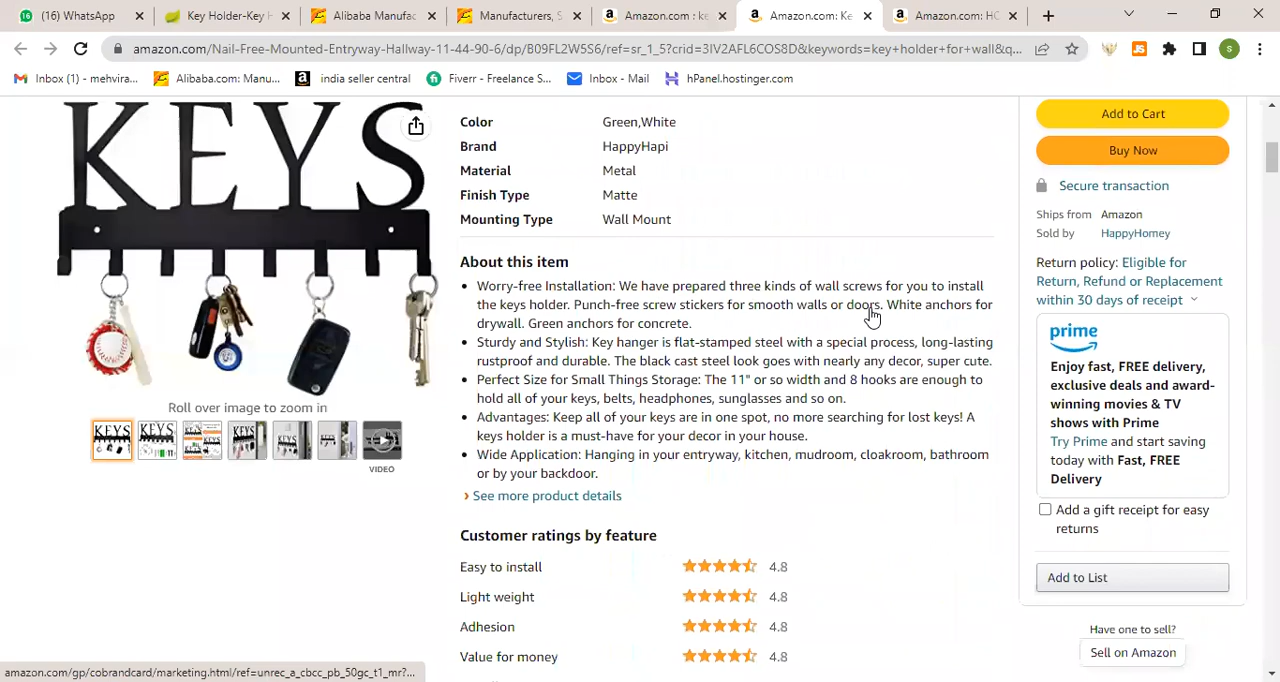 (16) WhatsApp
Key Holder-Key H
Alibaba Manufac
Manufacturers, S
Amazon.com : ke
Amazon.com: Ke
Amazon.com: HC
amazon.com/Nail-Free-Mounted-Entryway-Hallway-11-44-90-6/dp/B09FL2W5S6/ref=sr_1_5?crid=3IV2AFL6COS8D&keywords=key+holder+for+wall&q...
JS
S
Inbox (1) - mehvira...
Alibaba.com: Manu...
india seller central
Fiverr - Freelance S...
Inbox - Mail
hPanel.hostinger.com
KEYS
Roll over image to zoom in
VIDEO
Color Green,White
Brand HappyHapi
Material Metal
Finish Type Matte
Mounting Type Wall Mount
About this item
• Worry-free Installation: We have prepared three kinds of wall screws for you to install
the keys holder. Punch-free screw stickers for smooth walls or doors. White anchors for
drywall. Green anchors for concrete.
• Sturdy and Stylish: Key hanger is flat-stamped steel with a special process, long-lasting
rustproof and durable. The black cast steel look goes with nearly any decor, super cute.
• Perfect Size for Small Things Storage: The 11" or so width and 8 hooks are enough to
hold all of your keys, belts, headphones, sunglasses and so on.
• Advantages: Keep all of your keys are in one spot, no more searching for lost keys! A
keys holder is a must-have for your decor in your house.
• Wide Application: Hanging in your entryway, kitchen, mudroom, cloakroom, bathroom
or by your backdoor.
› See more product details
Customer ratings by feature
Easy to install 4.8
Light weight 4.8
Adhesion 4.8
Value for money 4.8
Add to Cart
Buy Now
Secure transaction
Ships from Amazon
Sold by HappyHomey
Return policy: Eligible for
Return, Refund or Replacement
within 30 days of receipt
prime
Enjoy fast, FREE delivery,
exclusive deals and award-
winning movies & TV
shows with Prime
Try Prime and start saving
today with Fast, FREE
Delivery
Add a gift receipt for easy
returns
Add to List
Have one to sell?
Sell on Amazon
amazon.com/gp/cobrandcard/marketing.html/ref=unrec_a_cbcc_pb_50gc_t1_mr?...